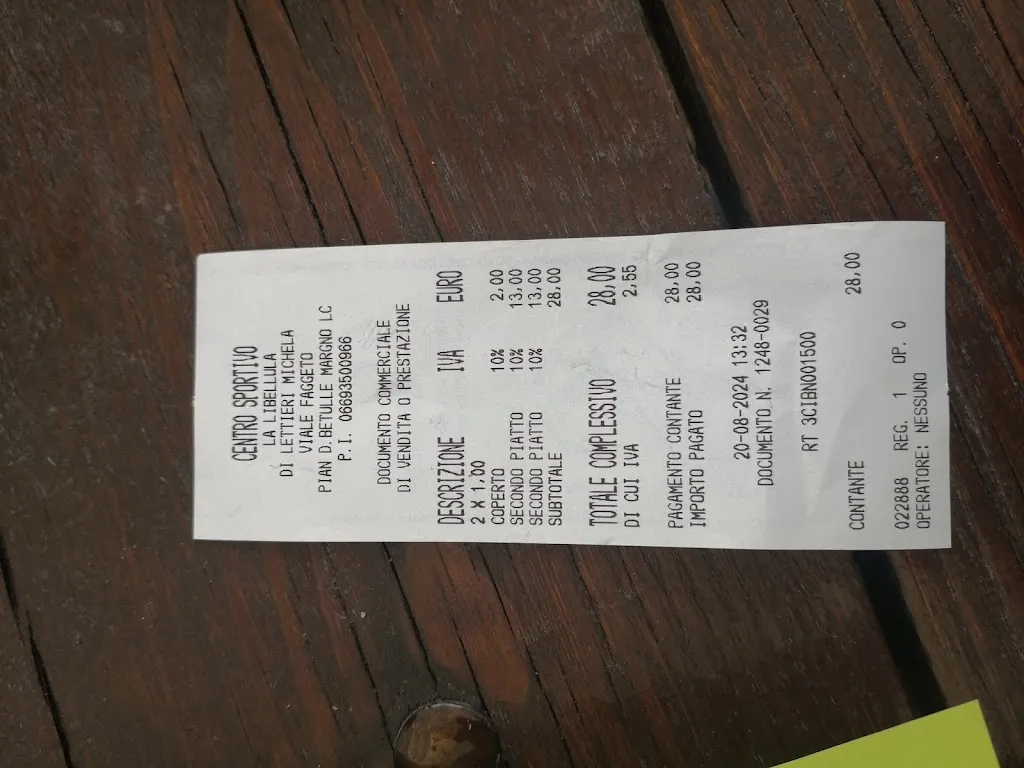 CENTRO SPORTIVO
LA LIBELLULA
DI LETTIERI MICHELA
VIALE FAGGETO
PIAN D.BETULLE MARGNO LC
P.I. 06693500966
DOCUMENTO COMMERCIALE
DI VENDITA O PRESTAZIONE
DESCRIZIONE IVA EURO
2 X 1,00
COPERTO 10% 2,00
SECONDO PIATTO 10% 13,00
SECONDO PIATTO 10% 13,00
SUBTOTALE 28,00
TOTALE COMPLESSIVO 28,00
DI CUI IVA 2,55
PAGAMENTO CONTANTE 28,00
IMPORTO PAGATO 28,00
20-08-2024 13:32
DOCUMENTO N. 1248-0029
RT 3CIBN001500
CONTANTE 28,00
022888 REG. 1 OP. 0
OPERATORE: NESSUNO